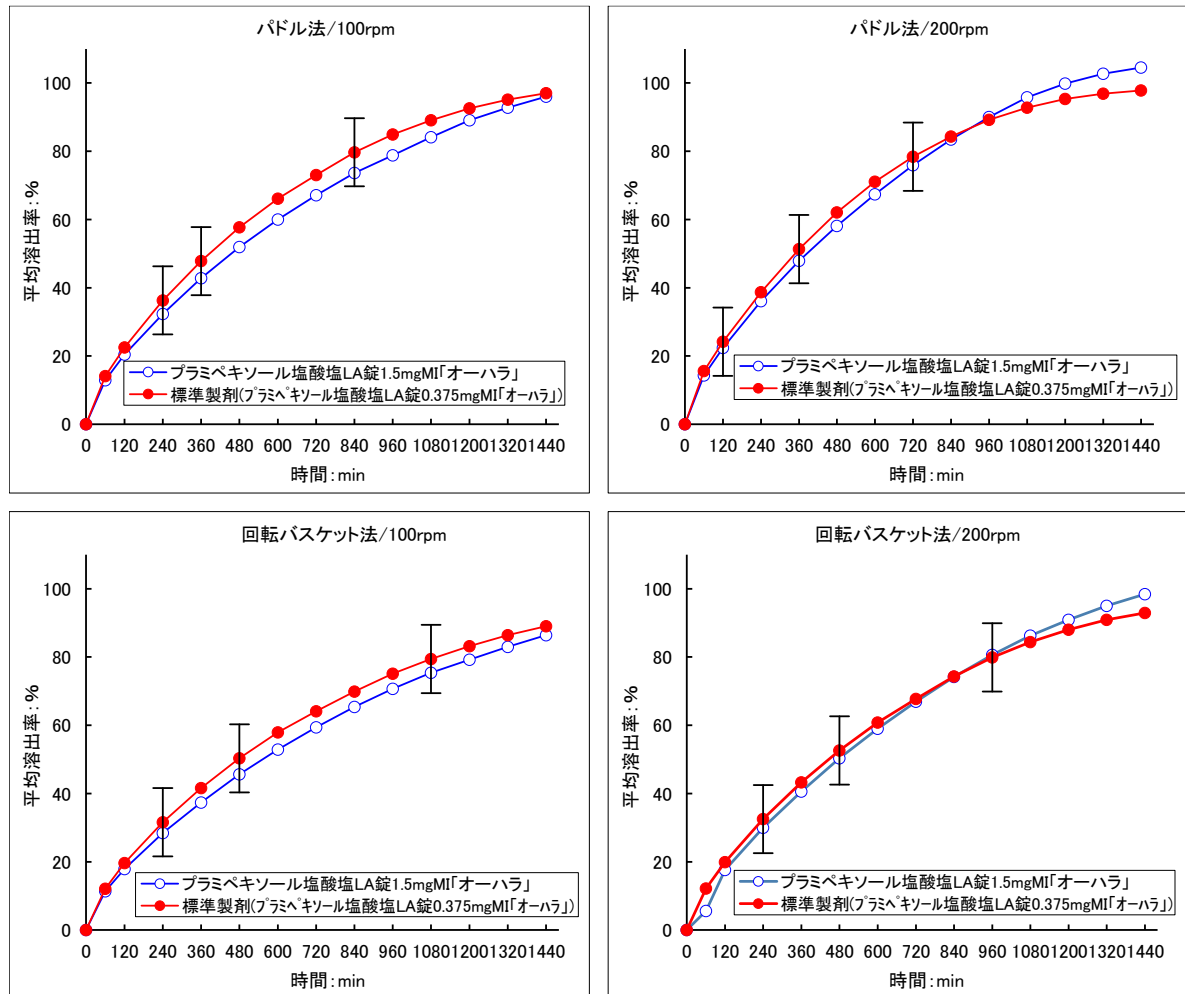 パドル法/100rpm
平均溶出率:%
100
80
60
40
20
0
プラミペキソール塩酸塩LA錠1.5mgMI「オーハラ」
標準製剤(プラミペキソール塩酸塩LA錠0.375mgMI「オーハラ」)
0 120 240 360 480 600 720 840 960 1080 1200 1320 1440
時間:min
パドル法/200rpm
平均溶出率:%
100
80
60
40
20
0
プラミペキソール塩酸塩LA錠1.5mgMI「オーハラ」
標準製剤(プラミペキソール塩酸塩LA錠0.375mgMI「オーハラ」)
0 120 240 360 480 600 720 840 960 1080 1200 1320 1440
時間:min
回転バスケット法/100rpm
平均溶出率:%
100
80
60
40
20
0
プラミペキソール塩酸塩LA錠1.5mgMI「オーハラ」
標準製剤(プラミペキソール塩酸塩LA錠0.375mgMI「オーハラ」)
0 120 240 360 480 600 720 840 960 1080 1200 1320 1440
時間:min
回転バスケット法/200rpm
平均溶出率:%
100
80
60
40
20
0
プラミペキソール塩酸塩LA錠1.5mgMI「オーハラ」
標準製剤(プラミペキソール塩酸塩LA錠0.375mgMI「オーハラ」)
0 120 240 360 480 600 720 840 960 1080 1200 1320 1440
時間:min